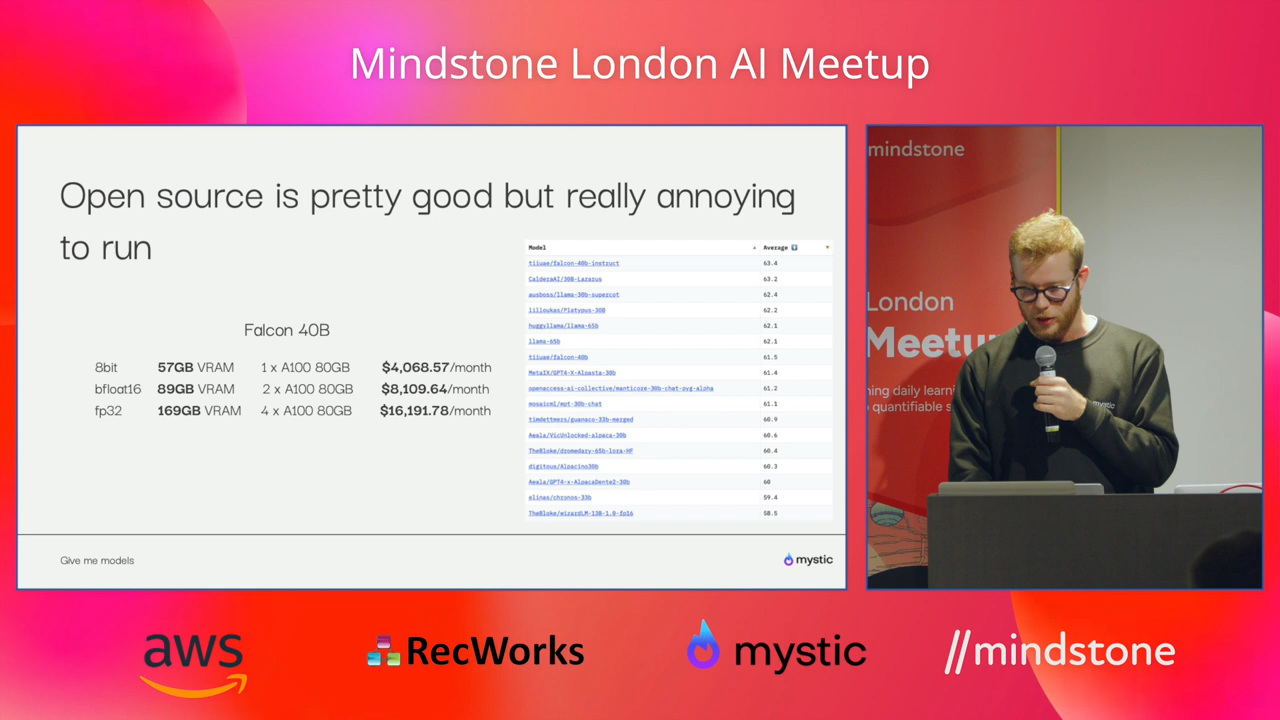 Mindstone London AI Meetup
Open source is pretty good but really annoying
to run
Falcon 40B
8bit 57GB VRAM 1 x A100 80GB $4,068.57/month
bfloat16 89GB VRAM 2 x A100 80GB $8,109.64/month
fp32 169GB VRAM 4 x A100 80GB $16,191.78/month
Model Average
tiiuae/falcon-40b-instruct 63.4
CalderaAI/30B-Lazarus 63.2
ausboss/llama-30b-supercot 62.4
lilloukas/Platypus-30B 62.2
huggyllama/llama-65b 62.1
llama-65b 62.1
tiiuae/falcon-40b 61.5
MetaIX/GPT4-X-Alpasta-30b 61.4
openaccess-ai-collective/manticore-30b-chat-pyg-alpha 61.2
mosaicml/mpt-30b-chat 61.1
timdettmers/guanaco-33b-merged 60.9
Aeala/VicUnlocked-alpaca-30b 60.6
TheBloke/dromedary-65b-lora-HF 60.4
digitous/Alpacino30b 60.3
Aeala/GPT4-x-AlpacaDente2-30b 60
elinas/chronos-33b 59.4
TheBloke/wizardLM-13B-1.0-fp16 58.5
Give me models
mystic
mindstone
London
Meetu
ning daily learni
quantifiable s
mystic
aws
RecWorks
mystic
//mindstone